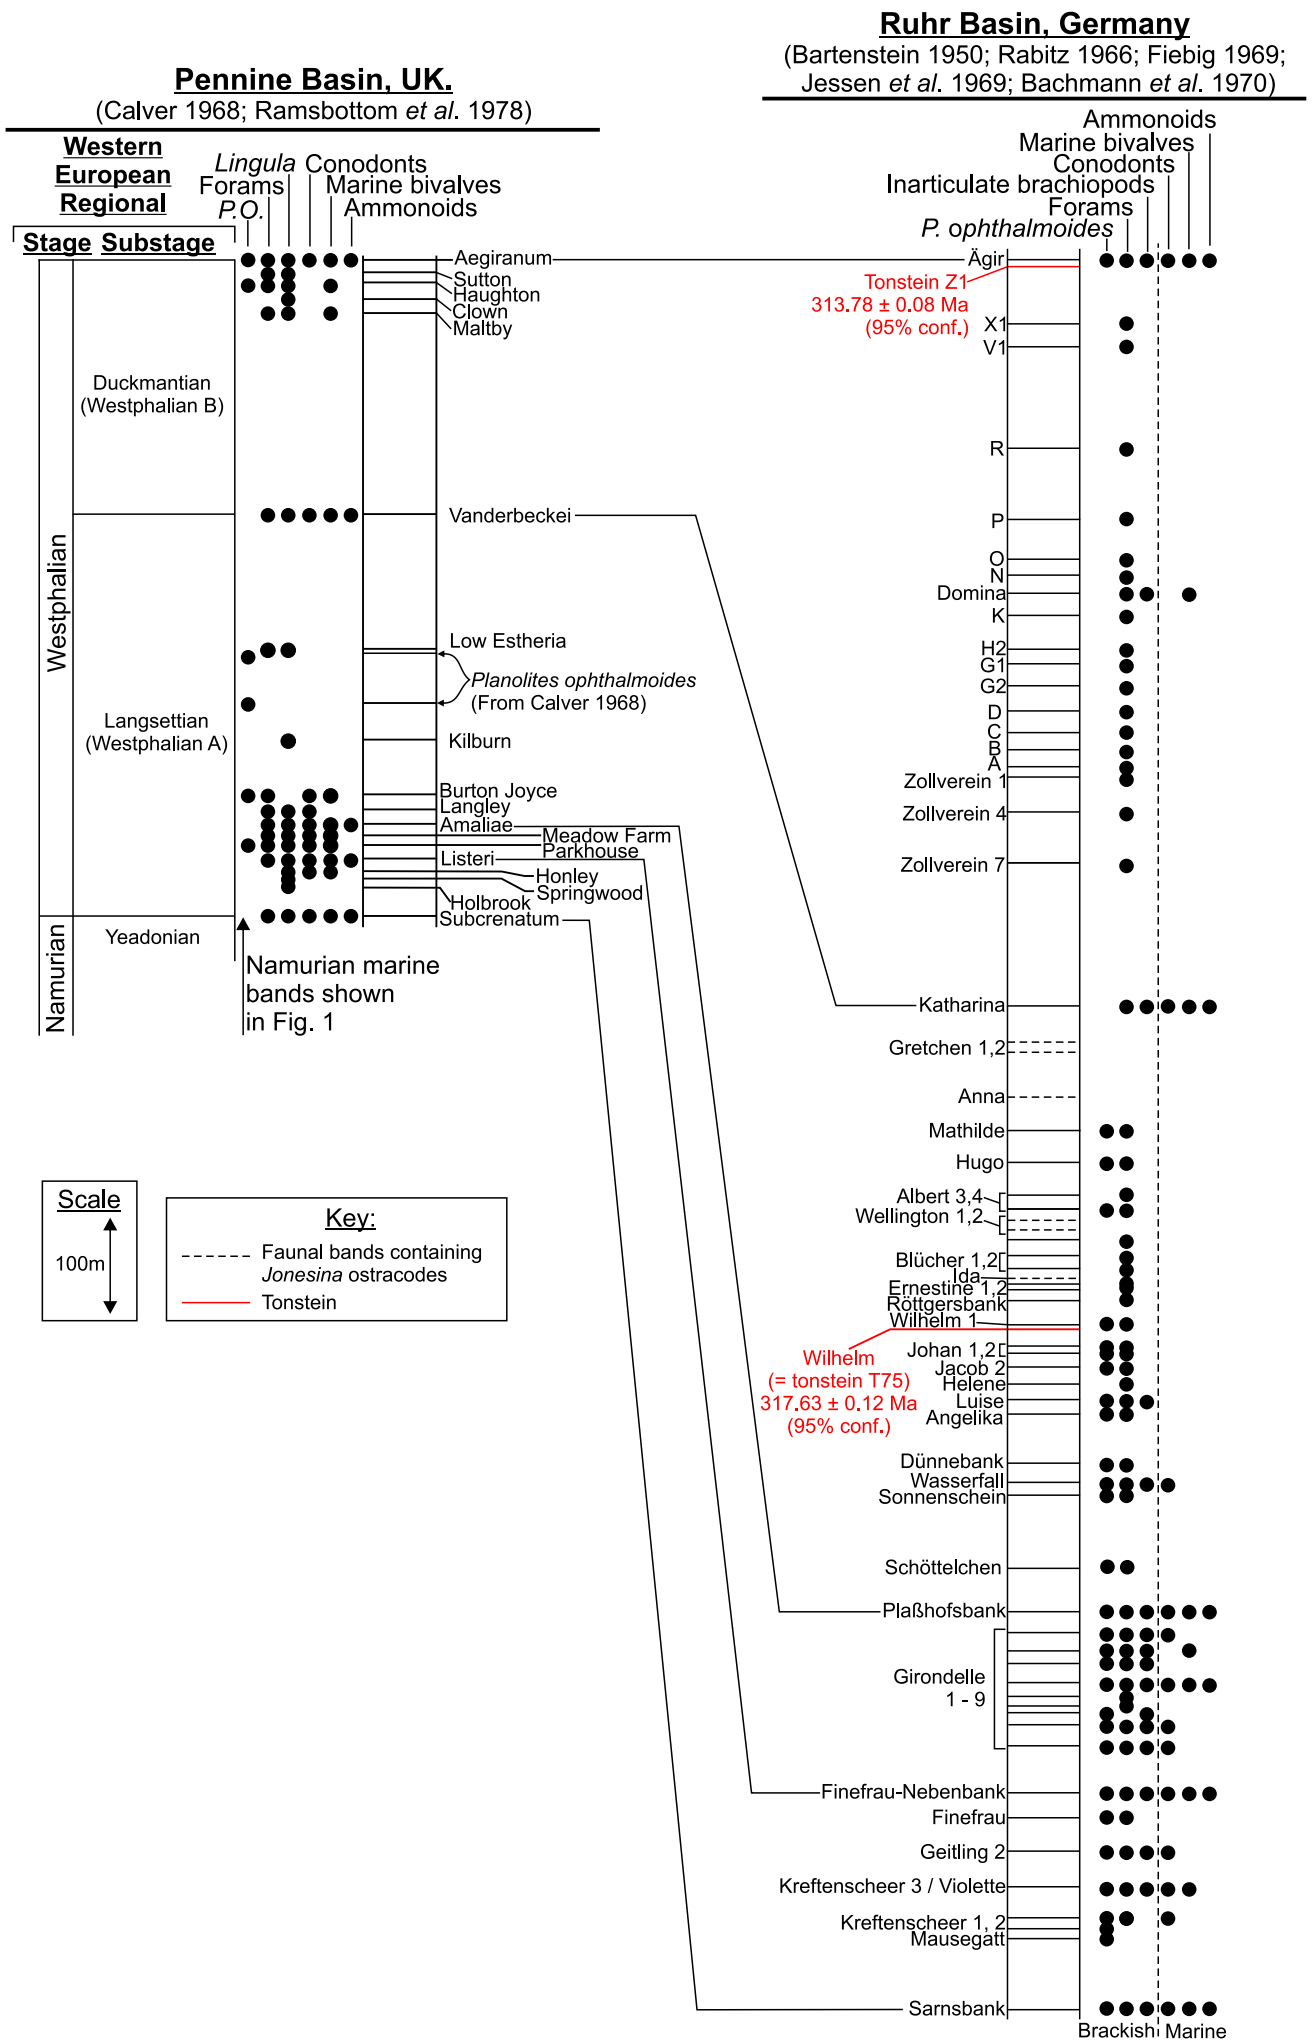 Ruhr Basin, Germany
(Bartenstein 1950; Rabitz 1966; Fiebig 1969;
Jessen et al. 1969; Bachmann et al. 1970)
Pennine Basin, UK.
(Calver 1968; Ramsbottom et al. 1978)
Western
European
Regional
Stage Substage
Lingula
Conodonts
Forams
Marine bivalves
P.O.
Ammonoids
Ammonoids
Marine bivalves
Conodonts
Inarticulate brachiopods
Forams
P. ophthalmoides
Westphalian
Namurian
Duckmantian
(Westphalian B)
Langsettian
(Westphalian A)
Yeadonian
Aegiranum
Sutton
Haughton
Clown
Maltby
Vanderbeckei
Low Estheria
Planolites ophthalmoides
(From Calver 1968)
Kilburn
Burton Joyce
Langley
Amaliae
Meadow Farm
Parkhouse
Listeri
Honley
Springwood
Holbrook
Subcrenatum
Namurian marine
bands shown
in Fig. 1
Scale
100m
Key:
Faunal bands containing
Jonesina ostracodes
Tonstein
Ägir
Tonstein Z1
313.78 ± 0.08 Ma
(95% conf.)
X1
V1
R
P
O
N
Domina
K
H2
G1
G2
D
C
B
A
Zollverein 1
Zollverein 4
Zollverein 7
Katharina
Gretchen 1,2
Anna
Mathilde
Hugo
Albert 3,4
Wellington 1,2
Blücher 1,2
Ida
Ernestine 1,2
Röttgersbank
Wilhelm 1
Wilhelm
(= tonstein T75)
317.63 ± 0.12 Ma
(95% conf.)
Johan 1,2
Jacob 2
Helene
Luise
Angelika
Dünnebank
Wasserfall
Sonnenschein
Schöttelchen
Plaßhofsbank
Girondelle
1 - 9
Finefrau-Nebenbank
Finefrau
Geitling 2
Kreftenscheer 3 / Violette
Kreftenscheer 1, 2
Mausegatt
Sarnsbank
Brackish
Marine